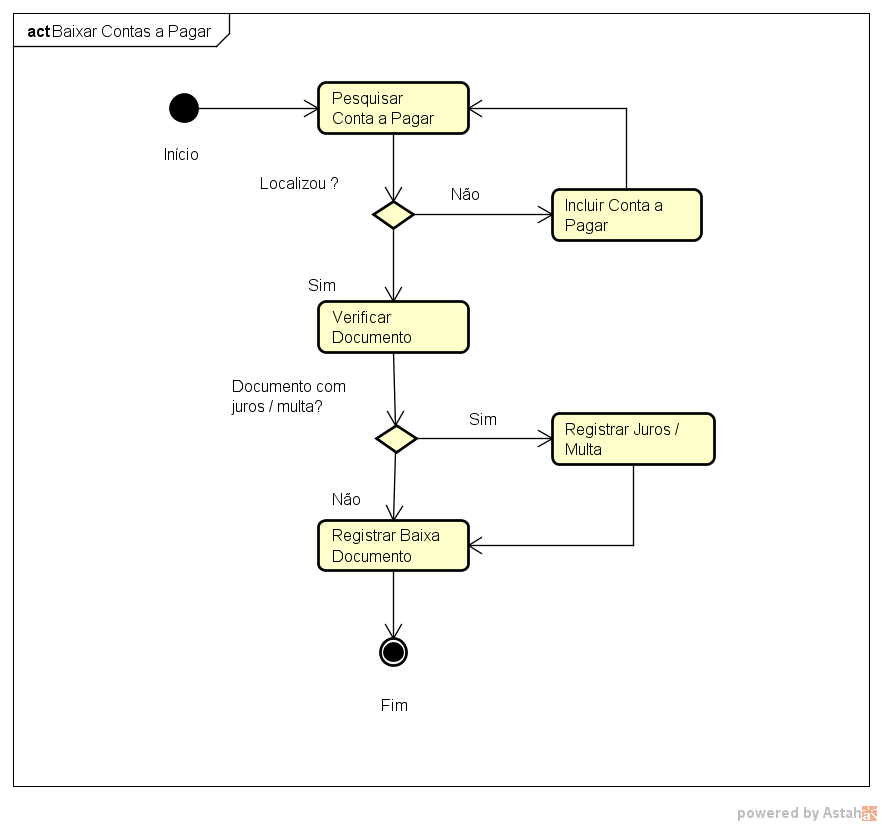 act Baixar Contas a Pagar
Pesquisar
Conta a Pagar
Início
Localizou ?
Não
Incluir Conta a
Pagar
Sim
Verificar
Documento
Documento com
juros / multa?
Sim
Registrar Juros /
Multa
Não
Registrar Baixa
Documento
Fim
powered by Astah